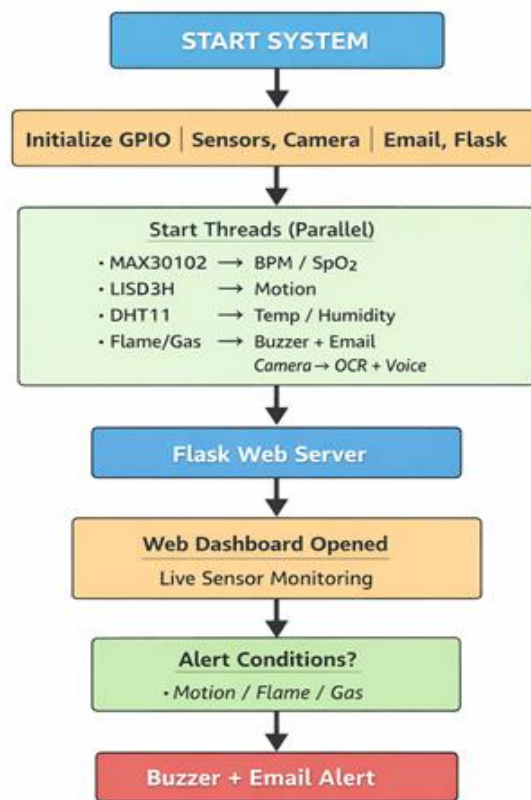 START SYSTEM
Initialize GPIO | Sensors, Camera | Email, Flask
Start Threads (Parallel)
• MAX30102 → BPM / SpO₂
• LISD3H → Motion
• DHT11 → Temp / Humidity
• Flame/Gas → Buzzer + Email
Camera → OCR + Voice
Flask Web Server
Web Dashboard Opened
Live Sensor Monitoring
Alert Conditions?
• Motion / Flame / Gas
Buzzer + Email Alert